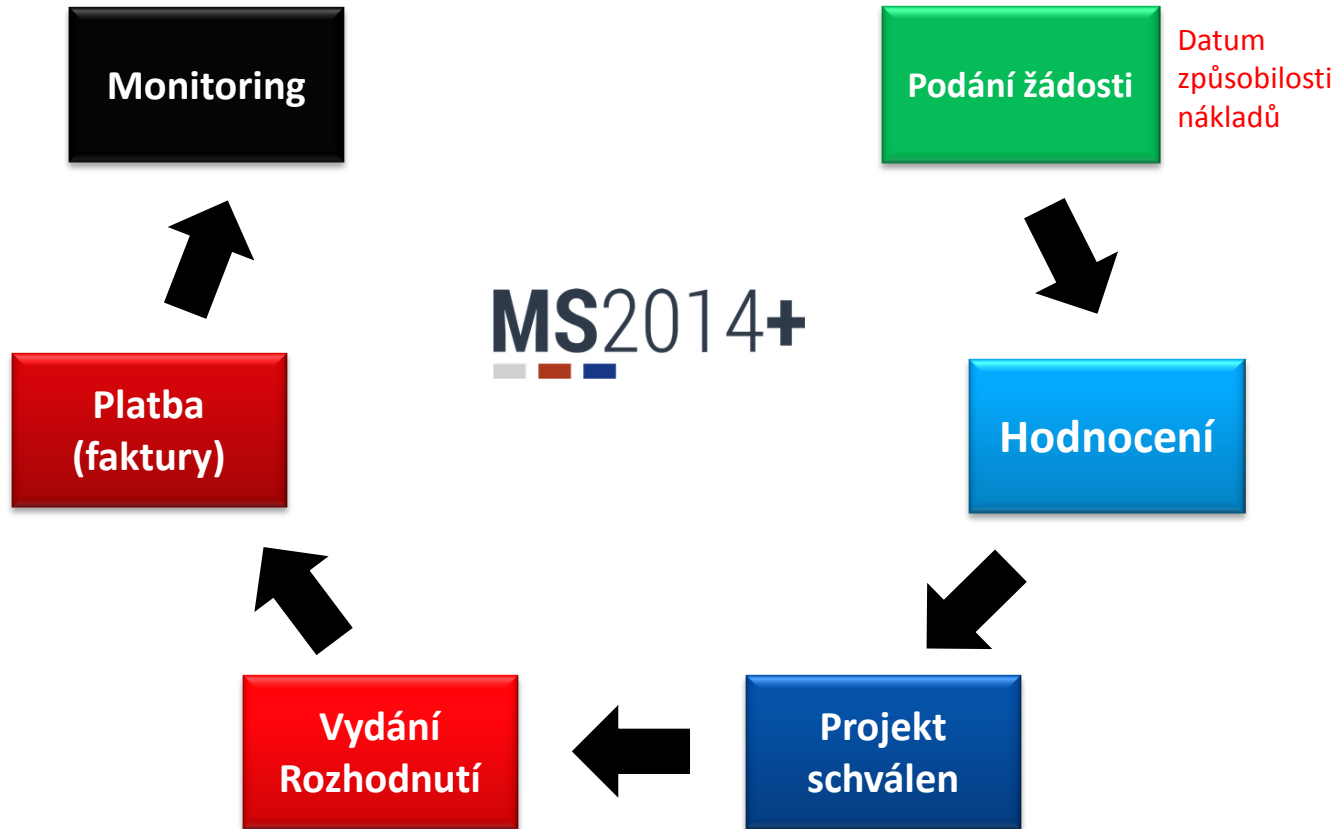 Monitoring
Podání žádosti
Datum
způsobilosti
nákladů
MS2014+
Platba
(faktury)
Hodnocení
Vydání
Rozhodnutí
Projekt
schválen